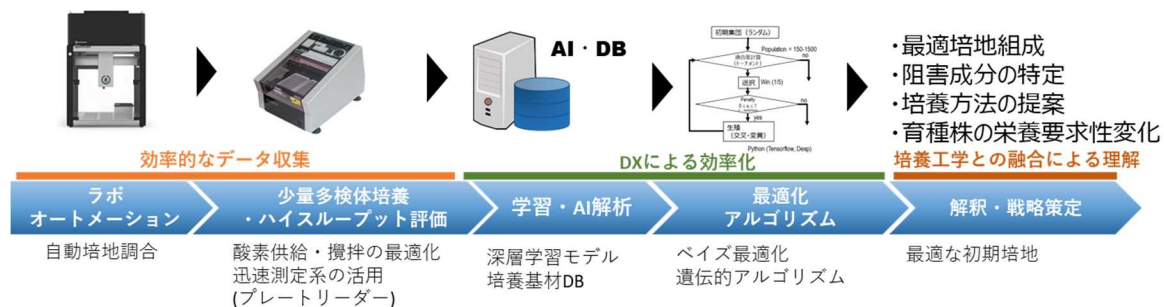 AI・DB
初期集団(ランダム)
Population = 150-1500
no
選択
Win (1/5)
Penalty
no
yes
生殖
(交叉・変異)
Python (Tensorflow, Deap)
・最適培地組成
・阻害成分の特定
・培養方法の提案
・育種株の栄養要求性変化
効率的なデータ収集
DXによる効率化
培養工学との融合による理解
ラボ
オートメーション
少量多検体培養
・ハイスループット評価
学習・AI解析
最適化
アルゴリズム
解釈・戦略策定
自動培地調合
酸素供給・攪拌の最適化
迅速測定系の活用
(プレートリーダー)
深層学習モデル
培養基材DB
ベイズ最適化
遺伝的アルゴリズム
最適な初期培地